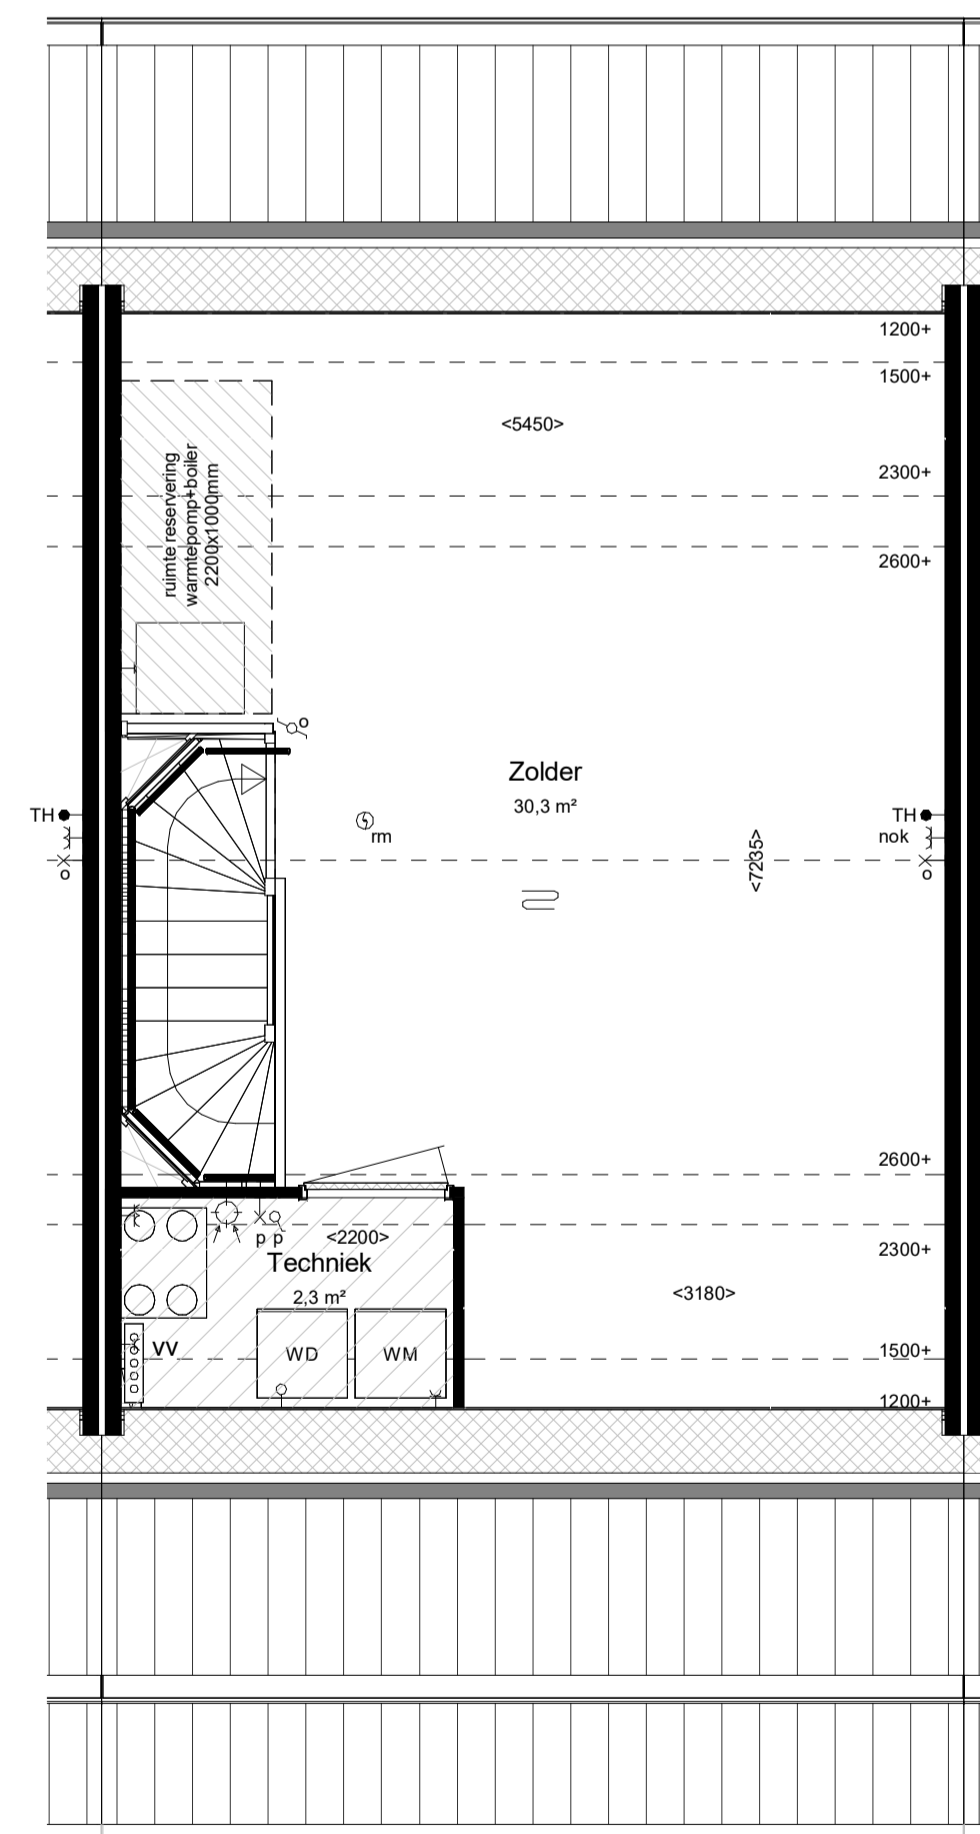 1200+
1500+
<5450>
2300+
2600+
ruimte reservering
warmtepomp+boiler
2200x1000mm
o
Zolder
30,3 m²
TH
o
rm
<7235>
TH
nok
o
2600+
p p
<2200>
Techniek
2,3 m²
2300+
<3180>
VV
WD
WM
1500+
1200+